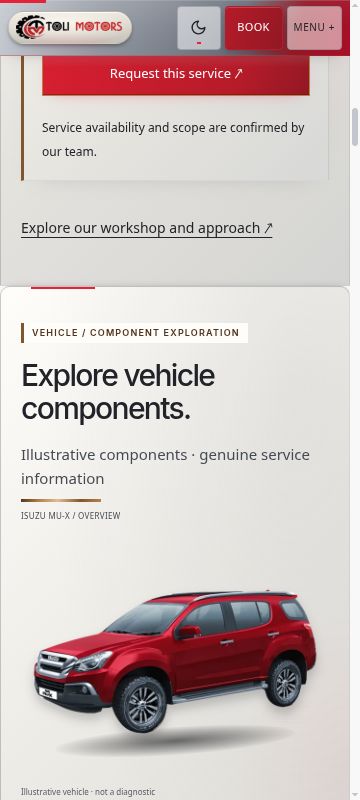 TOLI MOTORS
BOOK
MENU +
Request this service ↗
Service availability and scope are confirmed by
our team.
Explore our workshop and approach ↗
VEHICLE / COMPONENT EXPLORATION
Explore vehicle
components.
Illustrative components · genuine service
information
ISUZU MU-X / OVERVIEW
Illustrative vehicle · not a diagnostic